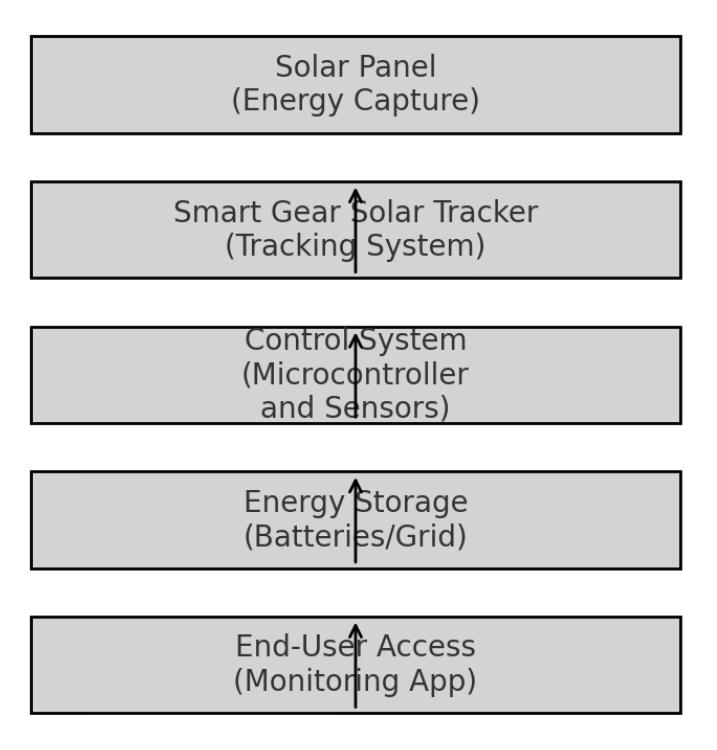 Solar Panel
(Energy Capture)
Smart Gear Solar Tracker
(Tracking System)
Control System
(Microcontroller
and Sensors)
Energy Storage
(Batteries/Grid)
End-User Access
(Monitoring App)